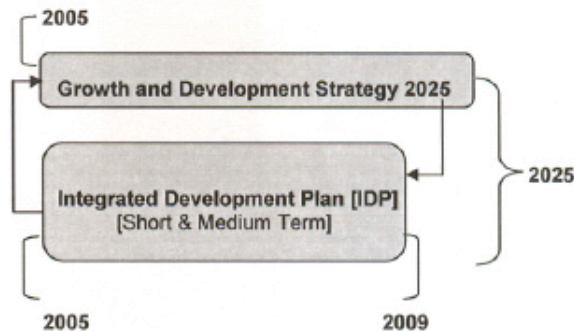 2005
Growth and Development Strategy 2025
Integrated Development Plan [IDP]
[Short & Medium Term]
2025
2005
2009